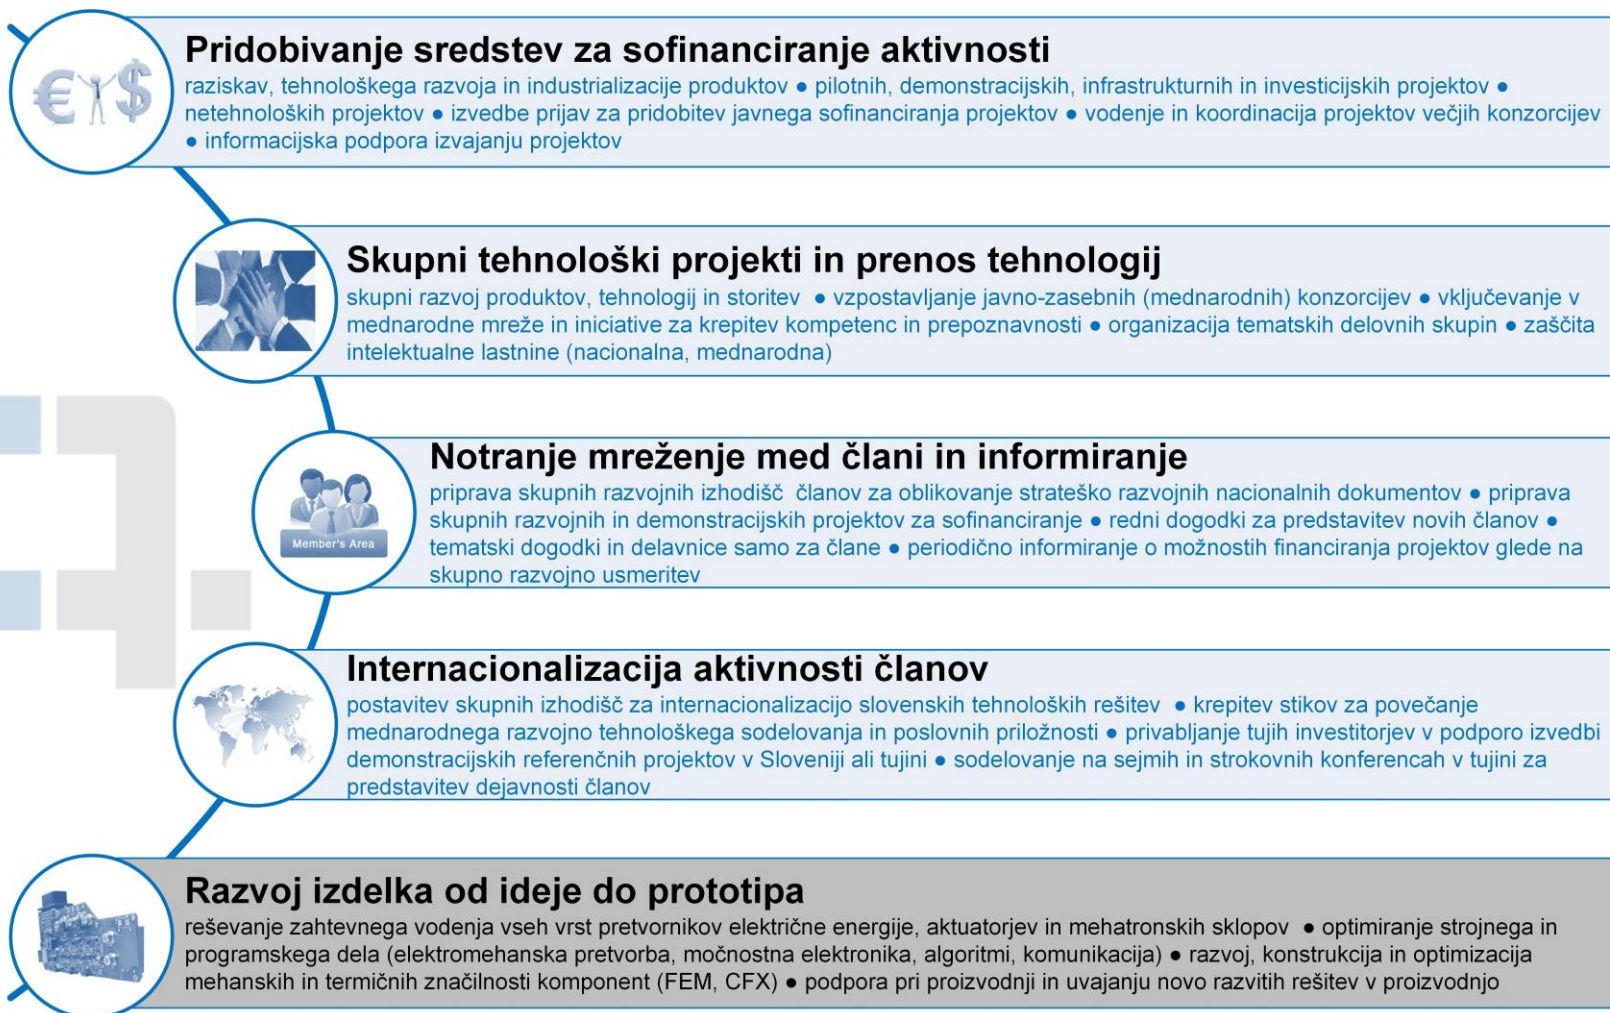 Pridobivanje sredstev za sofinanciranje aktivnosti
raziskav, tehnološkega razvoja in industrializacije produktov ● pilotnih, demonstracijskih, infrastrukturnih in investicijskih projektov ●
netehnoloških projektov ● izvedbe prijav za pridobitev javnega sofinanciranja projektov ● vodenje in koordinacija projektov večjih konzorcijev
● informacijska podpora izvajanju projektov
€ $
Skupni tehnološki projekti in prenos tehnologij
skupni razvoj produktov, tehnologij in storitev ● vzpostavljanje javno-zasebnih (mednarodnih) konzorcijev ● vključevanje v
mednarodne mreže in iniciative za krepitev kompetenc in prepoznavnosti ● organizacija tematskih delovnih skupin ● zaščita
intelektualne lastnine (nacionalna, mednarodna)
Notranje mreženje med člani in informiranje
priprava skupnih razvojnih izhodišč članov za oblikovanje strateško razvojnih nacionalnih dokumentov ● priprava
skupnih razvojnih in demonstracijskih projektov za sofinanciranje ● redni dogodki za predstavitev novih članov ●
tematski dogodki in delavnice samo za člane ● periodično informiranje o možnostih financiranja projektov glede na
skupno razvojno usmeritev
Member's Area
Internacionalizacija aktivnosti članov
postavitev skupnih izhodišč za internacionalizacijo slovenskih tehnoloških rešitev ● krepitev stikov za povečanje
mednarodnega razvojno tehnološkega sodelovanja in poslovnih priložnosti ● privabljanje tujih investitorjev v podporo izvedbi
demonstracijskih referenčnih projektov v Sloveniji ali tujini ● sodelovanje na sejmih in strokovnih konferencah v tujini za
predstavitev dejavnosti članov
Razvoj izdelka od ideje do prototipa
reševanje zahtevnega vodenja vseh vrst pretvornikov električne energije, aktuatorjev in mehatronskih sklopov ● optimiranje strojnega in
programskega dela (elektromehanska pretvorba, močnostna elektronika, algoritmi, komunikacija) ● razvoj, konstrukcija in optimizacija
mehanskih in termičnih značilnosti komponent (FEM, CFX) ● podpora pri proizvodnji in uvajanju novo razvitih rešitev v proizvodnjo